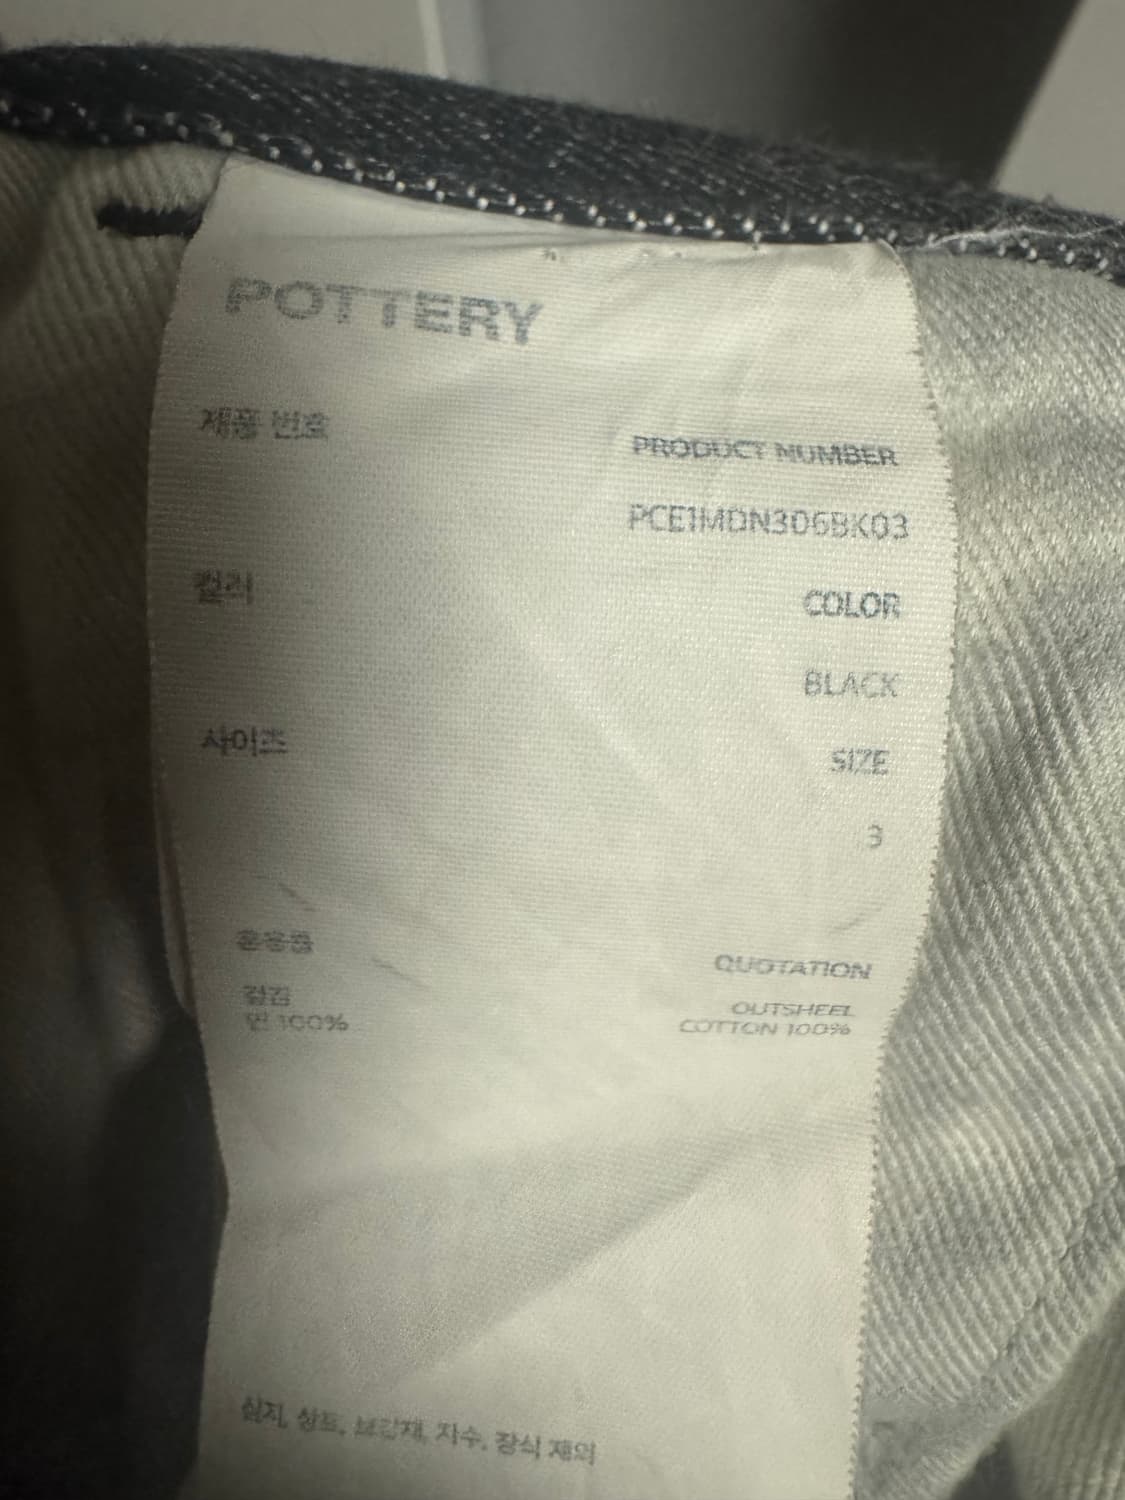 POTTERY
제품 번호
PRODUCT NUMBER
PCE1MDN306BK03
컬러
COLOR
BLACK
사이즈
SIZE
3
혼용률
QUOTATION
겉감
OUTSHEEL
면 100%
COTTON 100%
심지, 상표, 보강재, 자수, 장식 제외